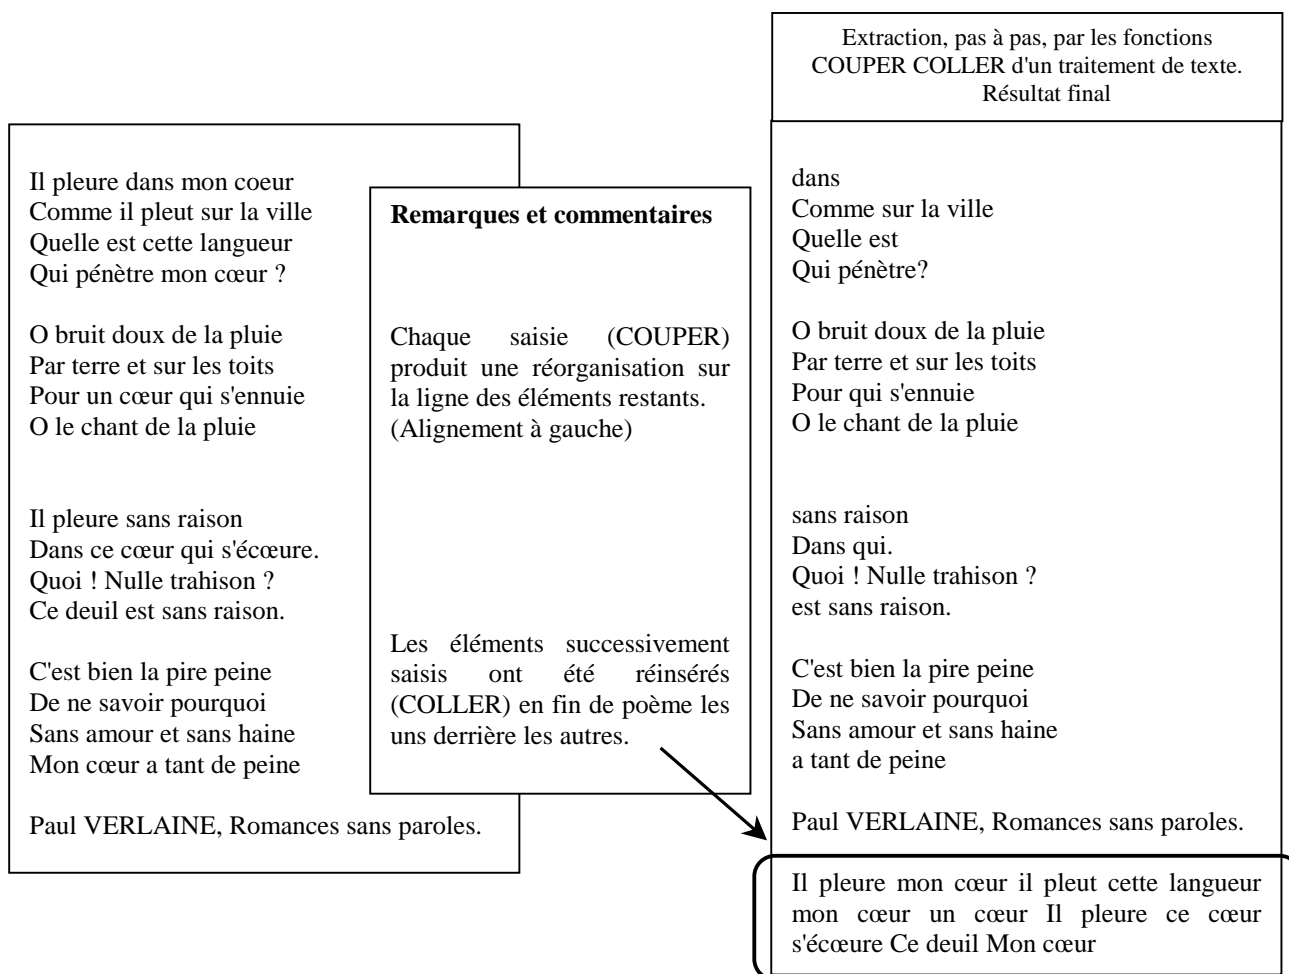 Extraction, pas à pas, par les fonctions
COUPER COLLER d'un traitement de texte.
Résultat final
Il pleure dans mon coeur
Comme il pleut sur la ville
Quelle est cette langueur
Qui pénètre mon cœur ?
O bruit doux de la pluie
Par terre et sur les toits
Pour un cœur qui s'ennuie
O le chant de la pluie
Il pleure sans raison
Dans ce cœur qui s'écœure.
Quoi ! Nulle trahison ?
Ce deuil est sans raison.
C'est bien la pire peine
De ne savoir pourquoi
Sans amour et sans haine
Mon cœur a tant de peine
Paul VERLAINE, Romances sans paroles.
Remarques et commentaires
Chaque saisie (COUPER)
produit une réorganisation sur
la ligne des éléments restants.
(Alignement à gauche)
Les éléments successivement
saisis ont été réinsérés
(COLLER) en fin de poème les
uns derrière les autres.
dans
Comme sur la ville
Quelle est
Qui pénètre?
O bruit doux de la pluie
Par terre et sur les toits
Pour qui s'ennuie
O le chant de la pluie
sans raison
Dans qui.
Quoi ! Nulle trahison ?
est sans raison.
C'est bien la pire peine
De ne savoir pourquoi
Sans amour et sans haine
a tant de peine
Paul VERLAINE, Romances sans paroles.
Il pleure mon cœur il pleut cette langueur
mon cœur un cœur Il pleure ce cœur
s'écœure Ce deuil Mon cœur